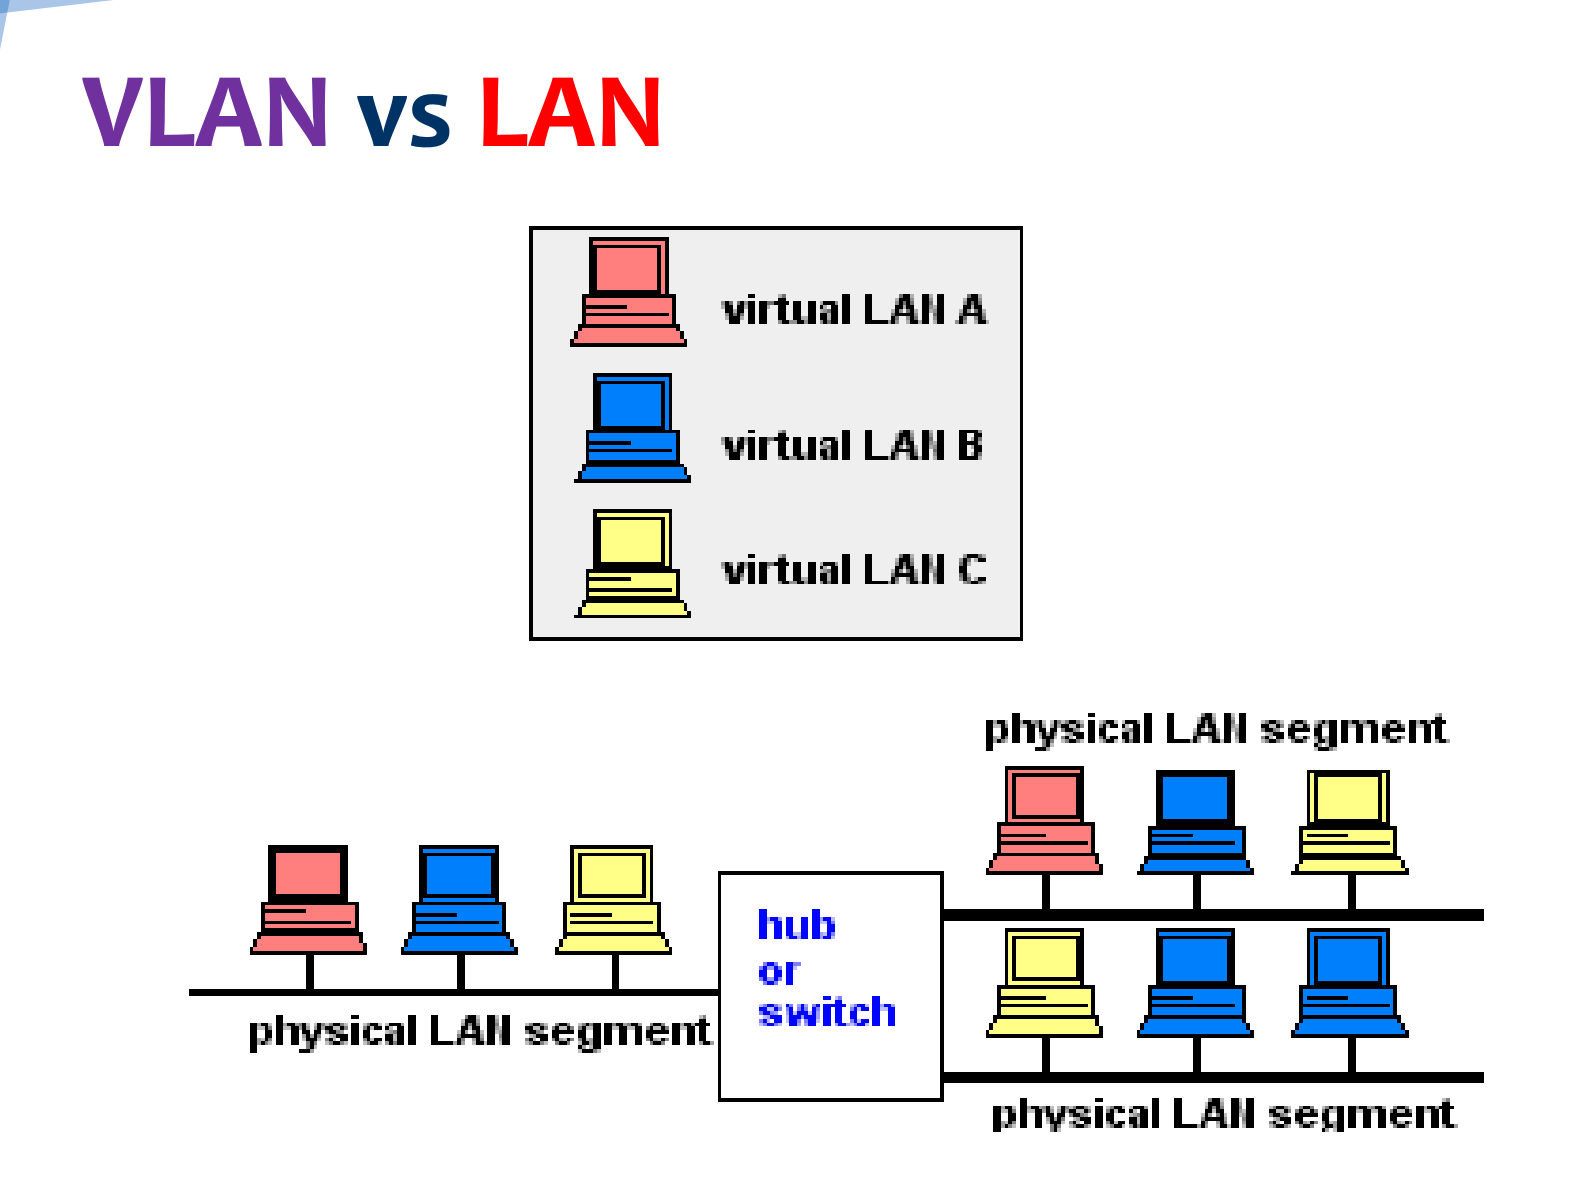 VLAN vs LAN
virtual LAN A
virtual LAN B
virtual LAN C
physical LAN segment
hub
or
switch
physical LAN segment
physical LAN segment